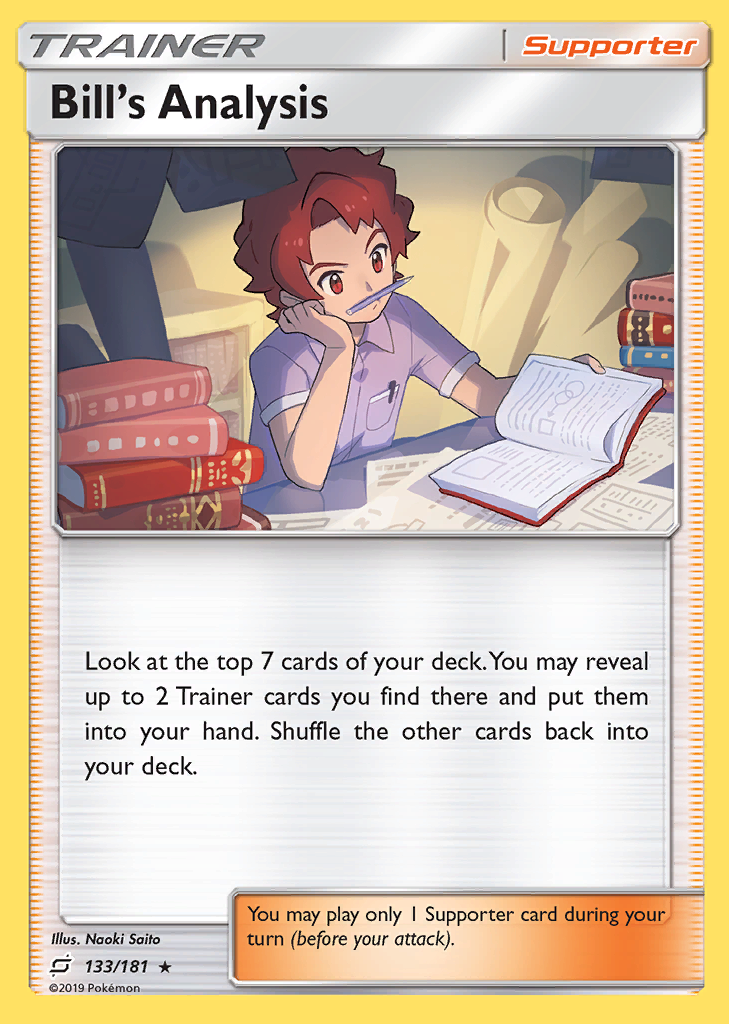 TRAINER Supporter
Bill's Analysis
Look at the top 7 cards of your deck. You may reveal
up to 2 Trainer cards you find there and put them
into your hand. Shuffle the other cards back into
your deck.
You may play only 1 Supporter card during your
turn (before your attack).
Illus. Naoki Saito
133/181 ★
©2019 Pokémon